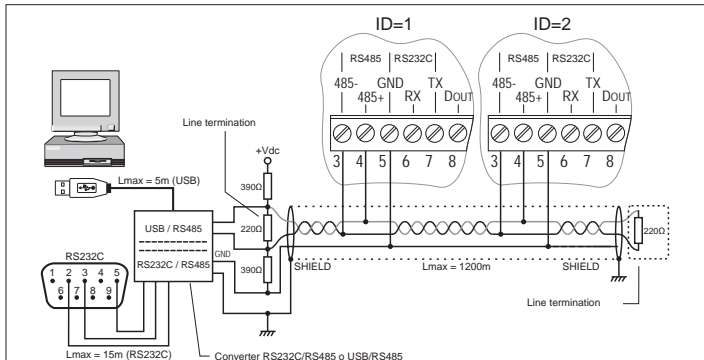 ID=1
ID=2
RS485 RS232C
RS485 RS232C
485- GND TX
485+ RX DOUT
485- GND TX
485+ RX DOUT
3 4 5 6 7 8
3 4 5 6 7 8
Line termination
+Vdc
Lmax = 5m (USB)
390Ω
220Ω
390Ω
USB / RS485
RS232C / RS485
GND
SHIELD
Lmax = 1200m
SHIELD
220Ω
Line termination
RS232C
1 2 3 4 5
6 7 8 9
Lmax = 15m (RS232C)
Converter RS232C/RS485 o USB/RS485